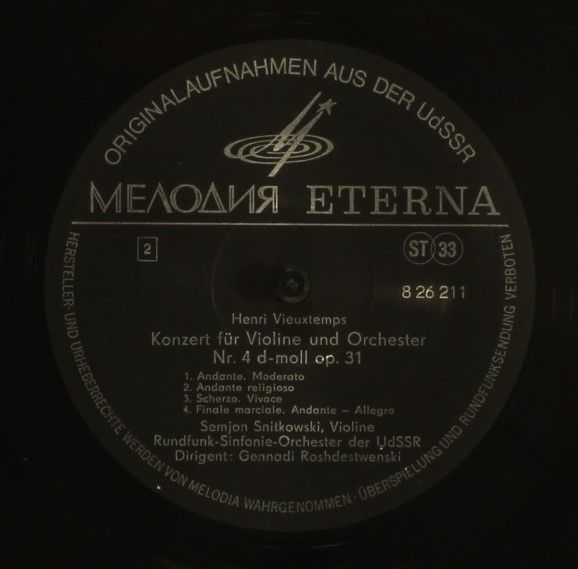 ORIGINALAUFNAHMEN AUS DER UdSSR
МЕЛОДИЯ ETERNA
2
ST 33
8 26 211
Henri Vieuxtemps
Konzert für Violine und Orchester
Nr. 4 d-moll op. 31
1. Andante. Moderato
2. Andante religioso
3. Scherzo. Vivace
4. Finale marciale. Andante – Allegro
Semjon Snitkowski, Violine
Rundfunk-Sinfonie-Orchester der UdSSR
Dirigent: Gennadi Roshdestwenski
HERSTELLER- UND URHEBERRECHTE WERDEN VON MELODIA WAHRGENOMMEN · ÜBERSPIELUNG UND RUNDFUNKSENDUNG VERBOTEN